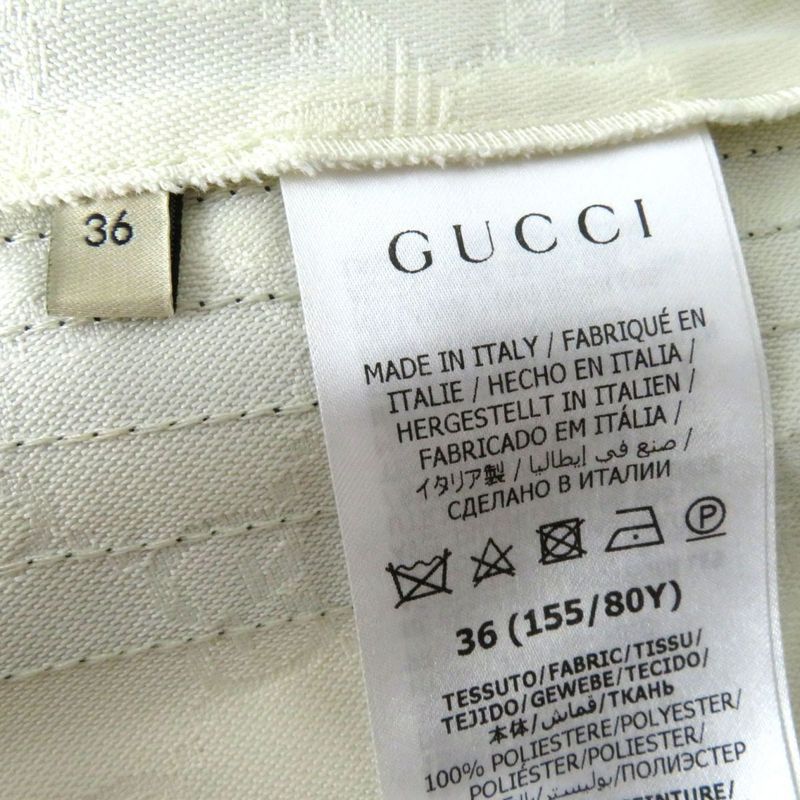 36
GUCCI
MADE IN ITALY / FABRIQUÉ EN
ITALIE / HECHO EN ITALIA /
HERGESTELLT IN ITALIEN /
FABRICADO EM ITÁLIA /
صنع في إيطاليا / イタリア製 /
СДЕЛАНО В ИТАЛИИ
P
36 (155/80Y)
TESSUTO/FABRIC/TISSU/
TEJIDO/GEWEBE/TECIDO/
本体/قماش/ТКАНЬ
100% POLIESTERE/POLYESTER/
POLIÉSTER/POLIESTER/
بوليستر/ПОЛИЭСТЕР